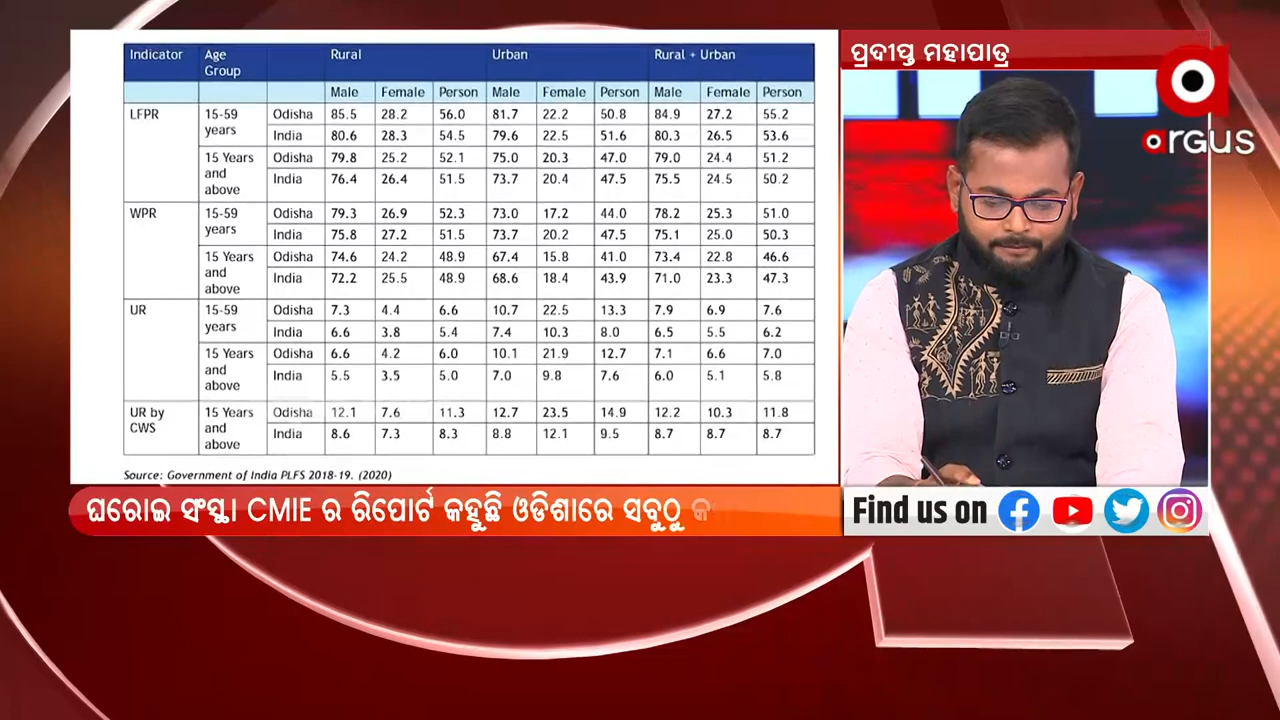 Indicator Age Group Rural Urban Rural + Urban
Male Female Person Male Female Person Male Female Person
LFPR 15-59 years Odisha 85.5 28.2 56.0 81.7 22.2 50.8 84.9 27.2 55.2
India 80.6 28.3 54.5 79.6 22.5 51.6 80.3 26.5 53.6
15 Years and above Odisha 79.8 25.2 52.1 75.0 20.3 47.0 79.0 24.4 51.2
India 76.4 26.4 51.5 73.7 20.4 47.5 75.5 24.5 50.2
WPR 15-59 years Odisha 79.3 26.9 52.3 73.0 17.2 44.0 78.2 25.3 51.0
India 75.8 27.2 51.5 73.7 20.2 47.5 75.1 25.0 50.3
15 Years and above Odisha 74.6 24.2 48.9 67.4 15.8 41.0 73.4 22.8 46.6
India 72.2 25.5 48.9 68.6 18.4 43.9 71.0 23.3 47.3
UR 15-59 years Odisha 7.3 4.4 6.6 10.7 22.5 13.3 7.9 6.9 7.6
India 6.6 3.8 5.4 7.4 10.3 8.0 6.5 5.5 6.2
15 Years and above Odisha 6.6 4.2 6.0 10.1 21.9 12.7 7.1 6.6 7.0
India 5.5 3.5 5.0 7.0 9.8 7.6 6.0 5.1 5.8
UR by CWS 15 Years and above Odisha 12.1 7.6 11.3 12.7 23.5 14.9 12.2 10.3 11.8
India 8.6 7.3 8.3 8.8 12.1 9.5 8.7 8.7 8.7
Source: Government of India PLFS 2018-19. (2020)
ପ୍ରଦୀପ୍ତ ମହାପାତ୍ର
argus
ଘରୋଇ ସଂସ୍ଥା CMIE ର ରିପୋର୍ଟ କହୁଛି ଓଡିଶାରେ ସବୁଠୁ
Find us on